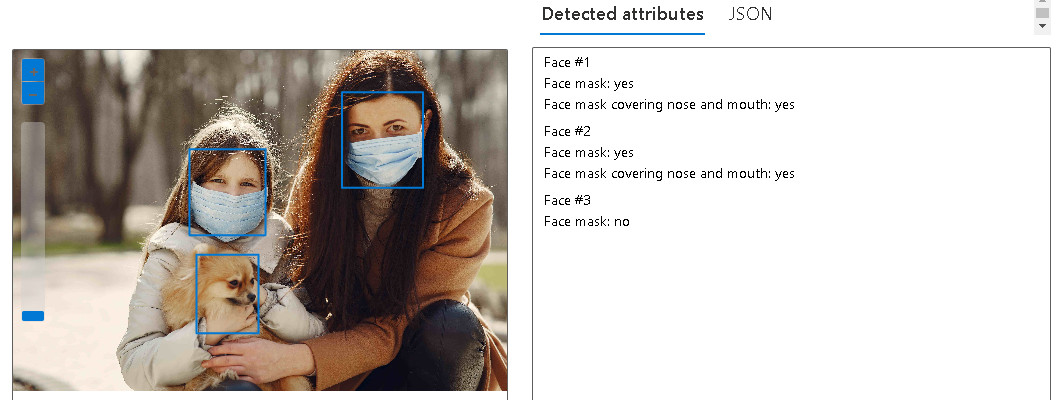 Detected attributes JSON
Face #1
Face mask: yes
Face mask covering nose and mouth: yes
Face #2
Face mask: yes
Face mask covering nose and mouth: yes
Face #3
Face mask: no